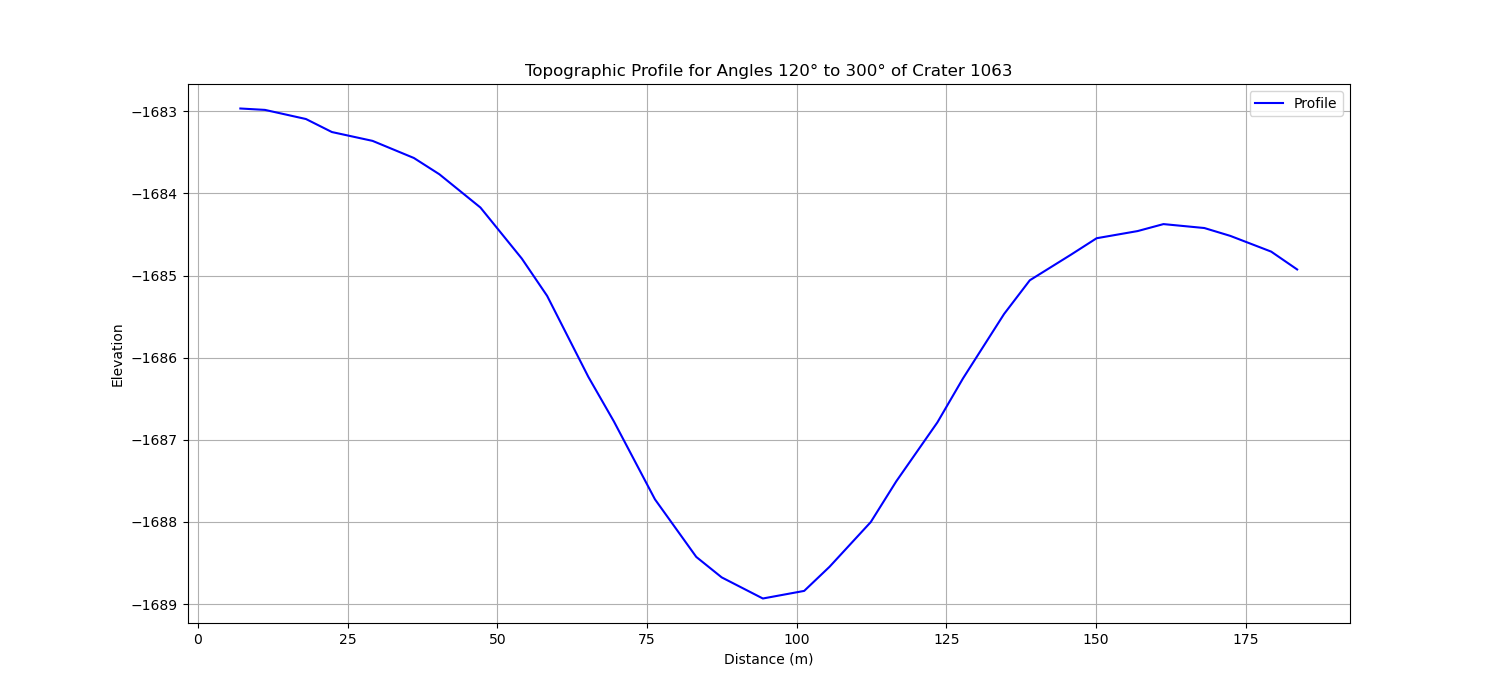 Topographic Profile for Angles 120° to 300° of Crater 1063
Profile
−1683
−1684
−1685
−1686
−1687
−1688
−1689
Elevation
0 25 50 75 100 125 150 175
Distance (m)